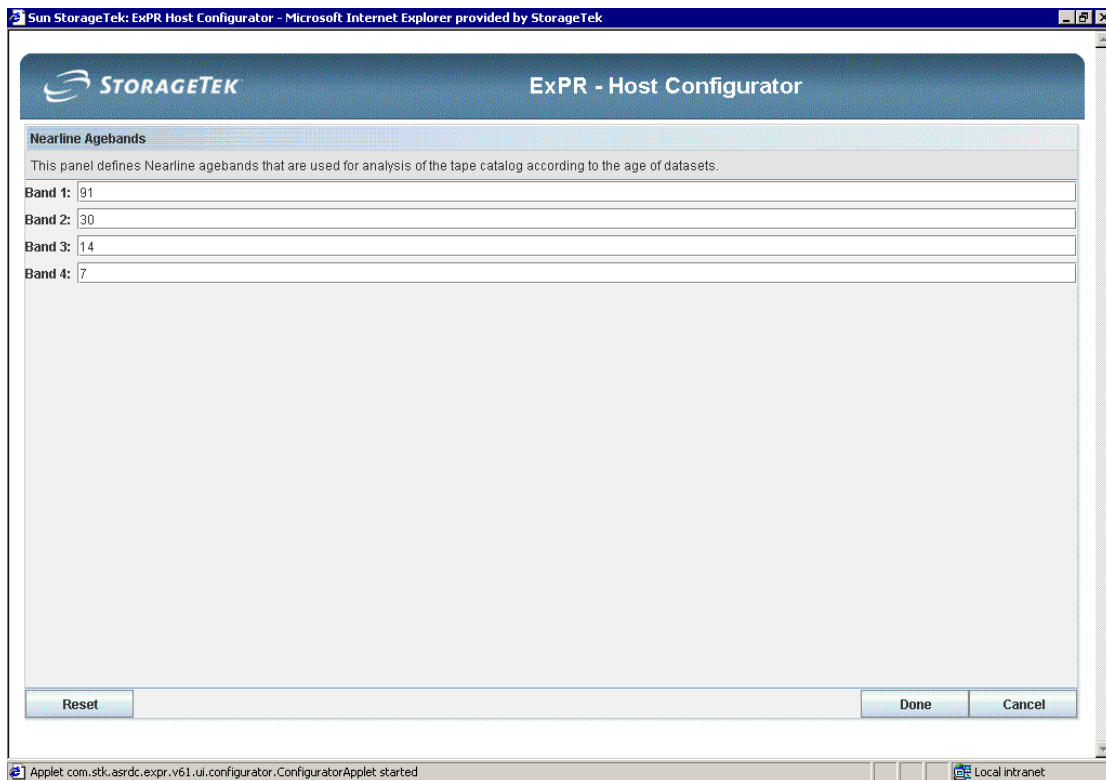 Sun StorageTek: ExPR Host Configurator - Microsoft Internet Explorer provided by StorageTek
STORAGETEK
ExPR - Host Configurator
Nearline Agebands
This panel defines Nearline agebands that are used for analysis of the tape catalog according to the age of datasets.
Band 1: 91
Band 2: 30
Band 3: 14
Band 4: 7
Reset Done Cancel
Applet com.stk.asrdc.expr.v61.ui.configurator.ConfiguratorApplet started Local intranet